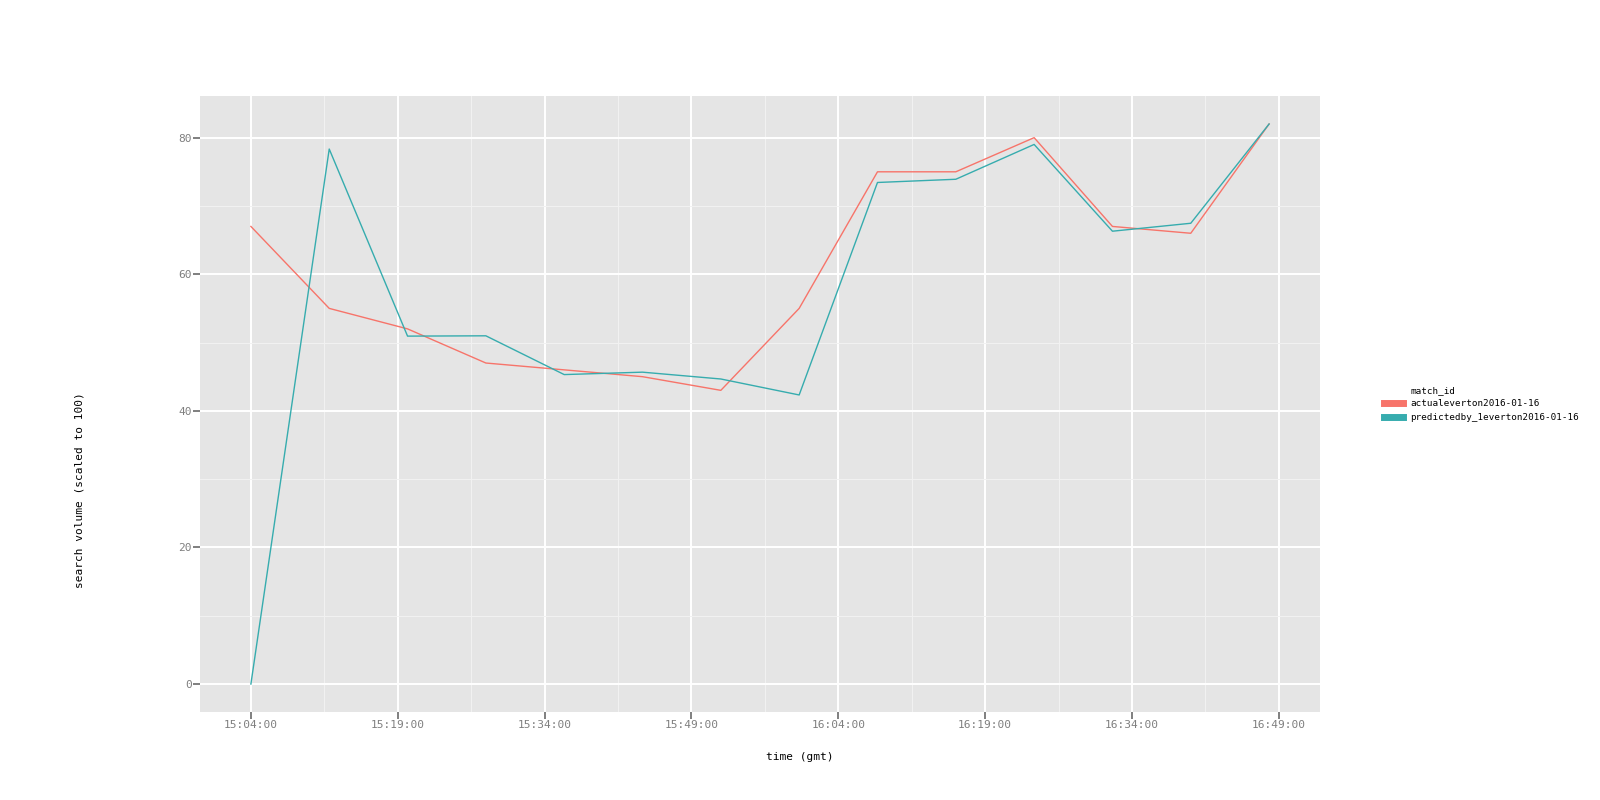 80
60
40
20
0
search volume (scaled to 100)
15:04:00 15:19:00 15:34:00 15:49:00 16:04:00 16:19:00 16:34:00 16:49:00
time (gmt)
match_id
actualeverton2016-01-16
predictedby_1everton2016-01-16